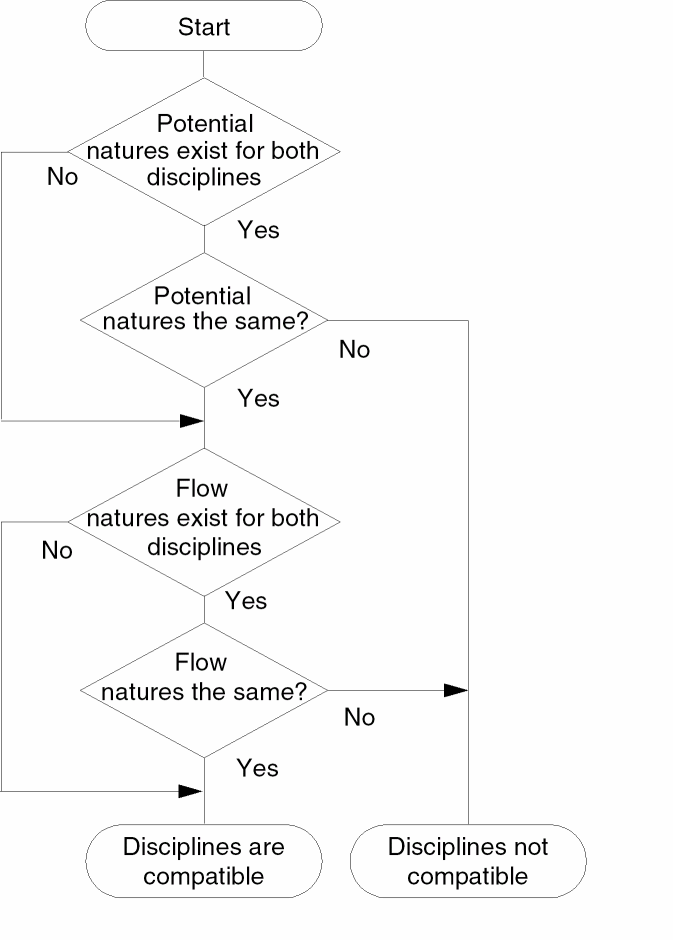 Start
Potential
natures exist for both
disciplines
No
Yes
Potential
natures the same?
No
Yes
Flow
natures exist for both
disciplines
No
Yes
Flow
natures the same?
No
Yes
Disciplines are
compatible
Disciplines not
compatible